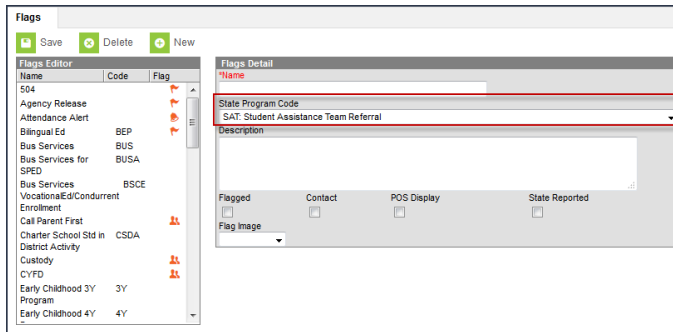 Flags
Save Delete New
Flags Editor
Name Code Flag
504
Agency Release
Attendance Alert
Bilingual Ed BEP
Bus Services BUS
Bus Services for BUSA
SPED
Bus Services BSCE
VocationalEd/Condurrent
Enrollment
Call Parent First
Charter School Std in CSDA
District Activity
Custody
CYFD
Early Childhood 3Y 3Y
Program
Early Childhood 4Y 4Y
Flags Detail
*Name
State Program Code
SAT: Student Assistance Team Referral
Description
Flagged Contact POS Display State Reported
Flag Image